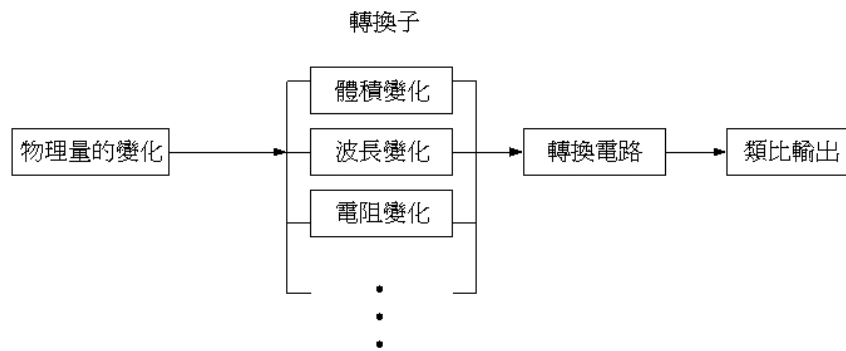 轉換子
體積變化
物理量的變化
波長變化
轉換電路
類比輸出
電阻變化